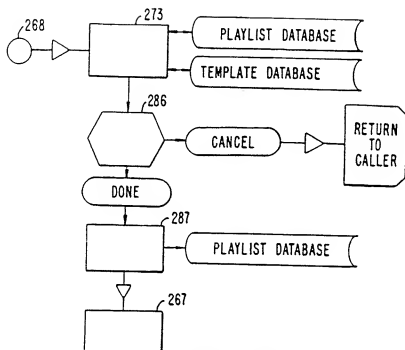 273
268
PLAYLIST DATABASE
TEMPLATE DATABASE
286
CANCEL
RETURN
TO
CALLER
DONE
287
PLAYLIST DATABASE
267